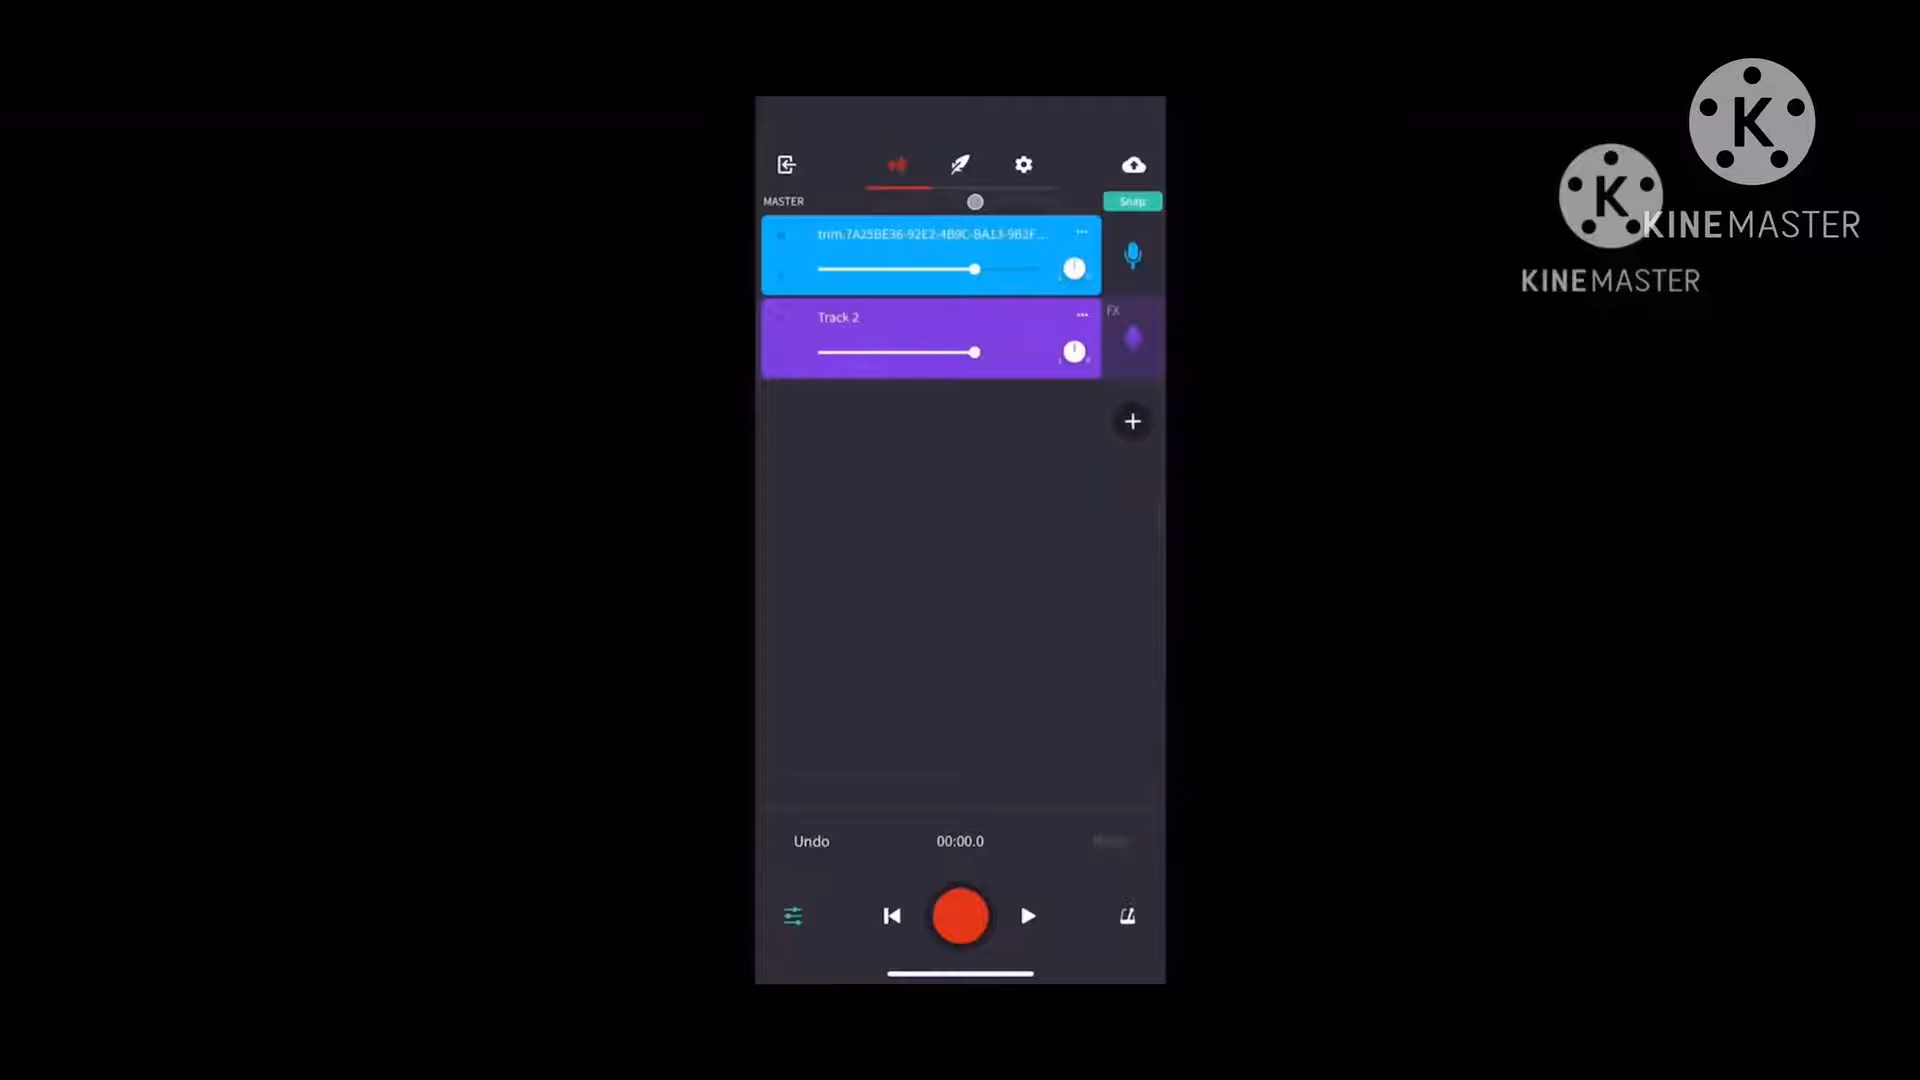 K
K
KINEMASTER
KINEMASTER
MASTER
Snap
trim.7A25BE36-92E2-4B9C-BA13-9B2F...
Track 2
FX
Undo
00:00.0